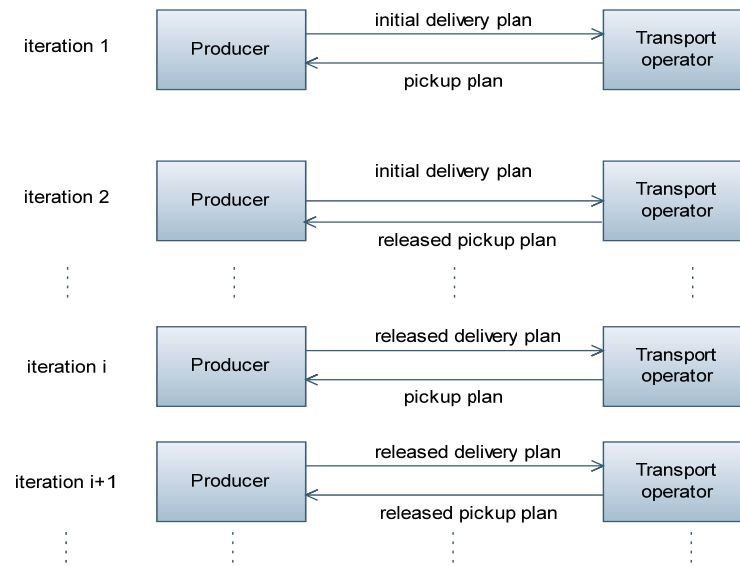 initial delivery plan
iteration 1
Producer
Transport
operator
pickup plan
initial delivery plan
iteration 2
Producer
Transport
operator
released pickup plan
released delivery plan
iteration i
Producer
Transport
operator
pickup plan
released delivery plan
iteration i+1
Producer
Transport
operator
released pickup plan